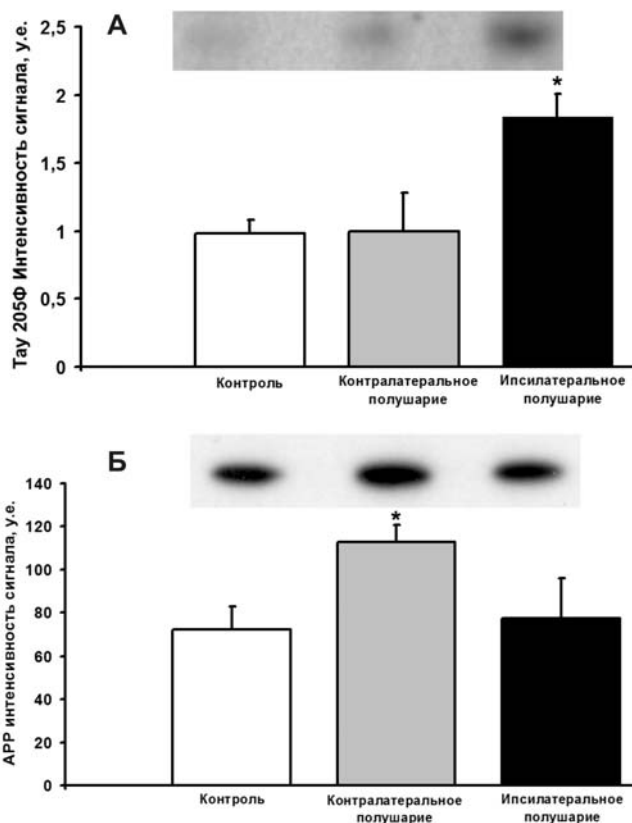 А
Тау 205Ф Интенсивность сигнала, у.е.
2,5
2
1,5
1
0,5
0
*
Контроль
Контралатеральное
полушарие
Ипсилатеральное
полушарие
Б
APP интенсивность сигнала, у.е.
140
120
100
80
60
40
20
0
*
Контроль
Контралатеральное
полушарие
Ипсилатеральное
полушарие